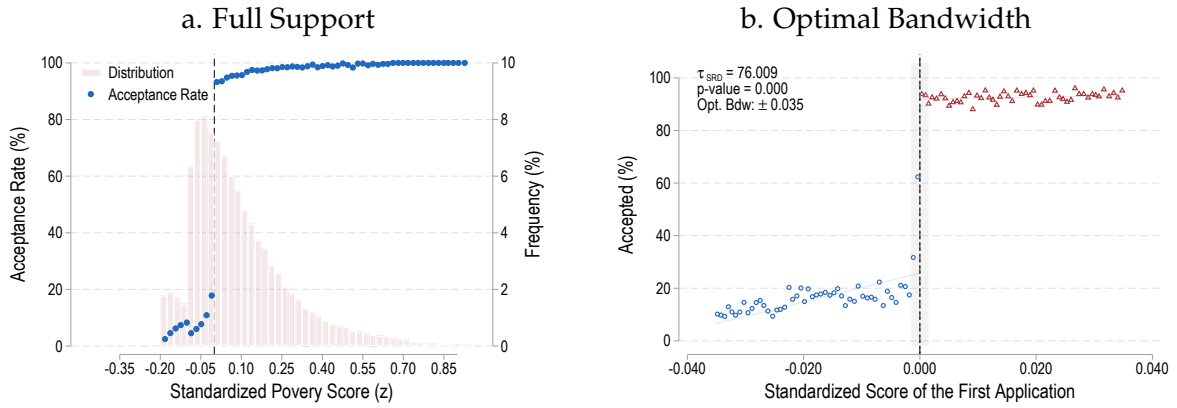 a. Full Support
Distribution
Acceptance Rate
Acceptance Rate (%)
100
80
60
40
20
0
10
8
6
4
2
0
Frequency (%)
-0.35 -0.20 -0.05 0.10 0.25 0.40 0.55 0.70 0.85
Standardized Povery Score (z)
b. Optimal Bandwidth
τSRD = 76.009
p-value = 0.000
Opt. Bdw: ± 0.035
Accepted (%)
100
80
60
40
20
0
-0.040 -0.020 0.000 0.020 0.040
Standardized Score of the First Application